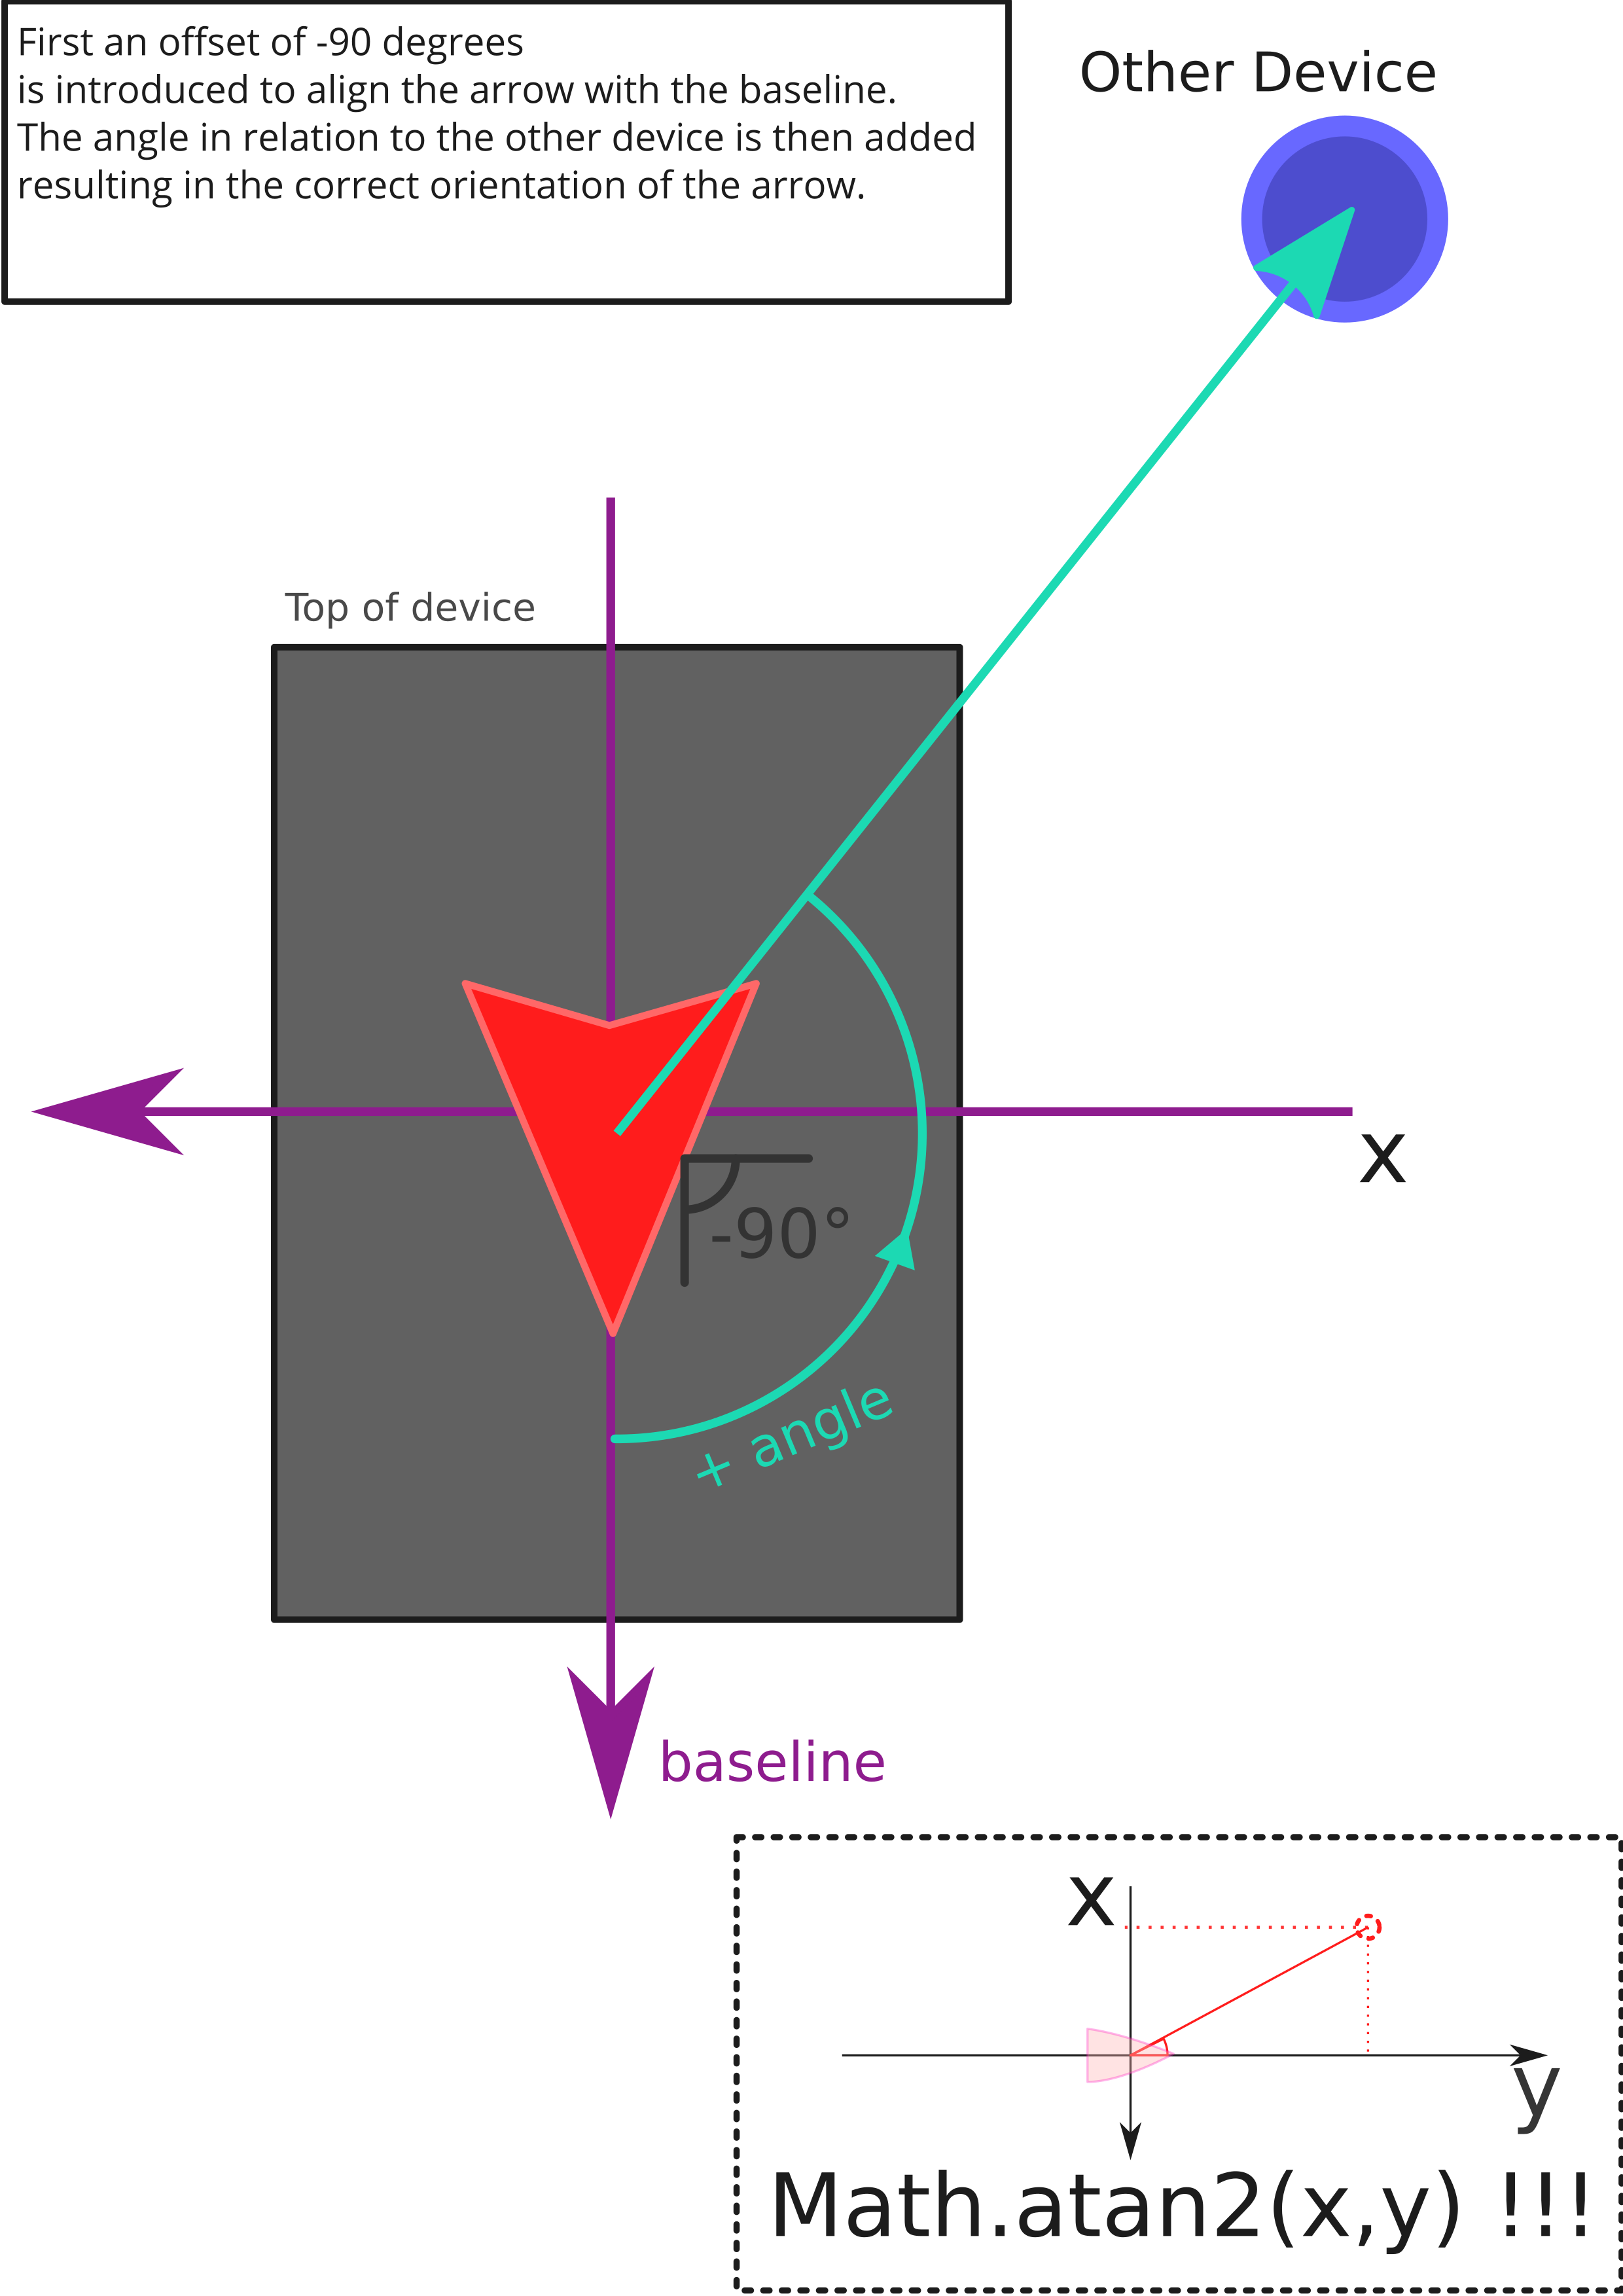 First an offset of -90 degrees
is introduced to align the arrow with the baseline.
The angle in relation to the other device is then added
resulting in the correct orientation of the arrow.
Other Device
Top of device
x
-90°
+ angle
baseline
x
y
Math.atan2(x,y) !!!